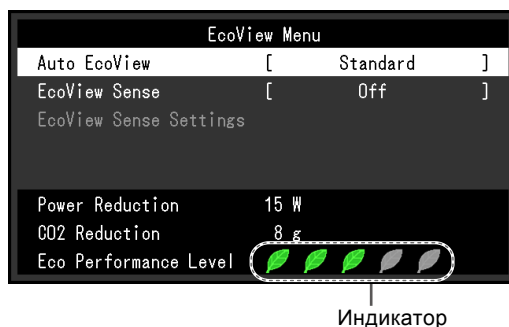 EcoView Menu
Auto EcoView [ Standard ]
EcoView Sense [ Off ]
EcoView Sense Settings
Power Reduction 15 W
CO2 Reduction 8 g
Eco Performance Level
Индикатор